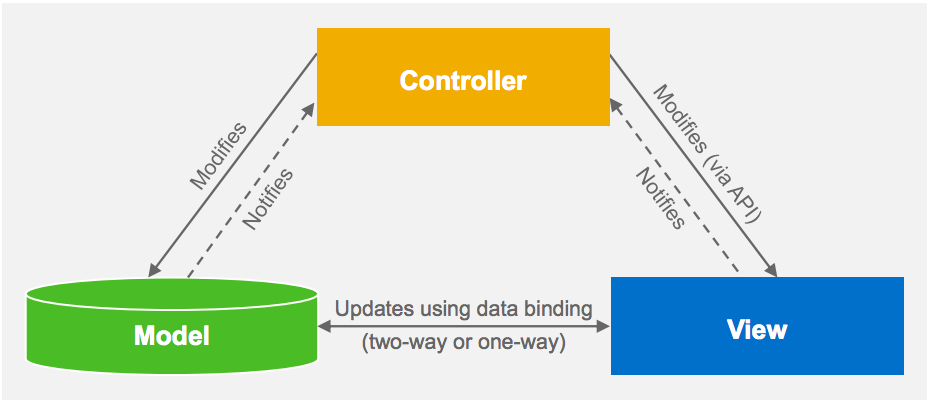 Controller
Modifies
Notifies
Modifies (via API)
Notifies
Model
Updates using data binding
(two-way or one-way)
View